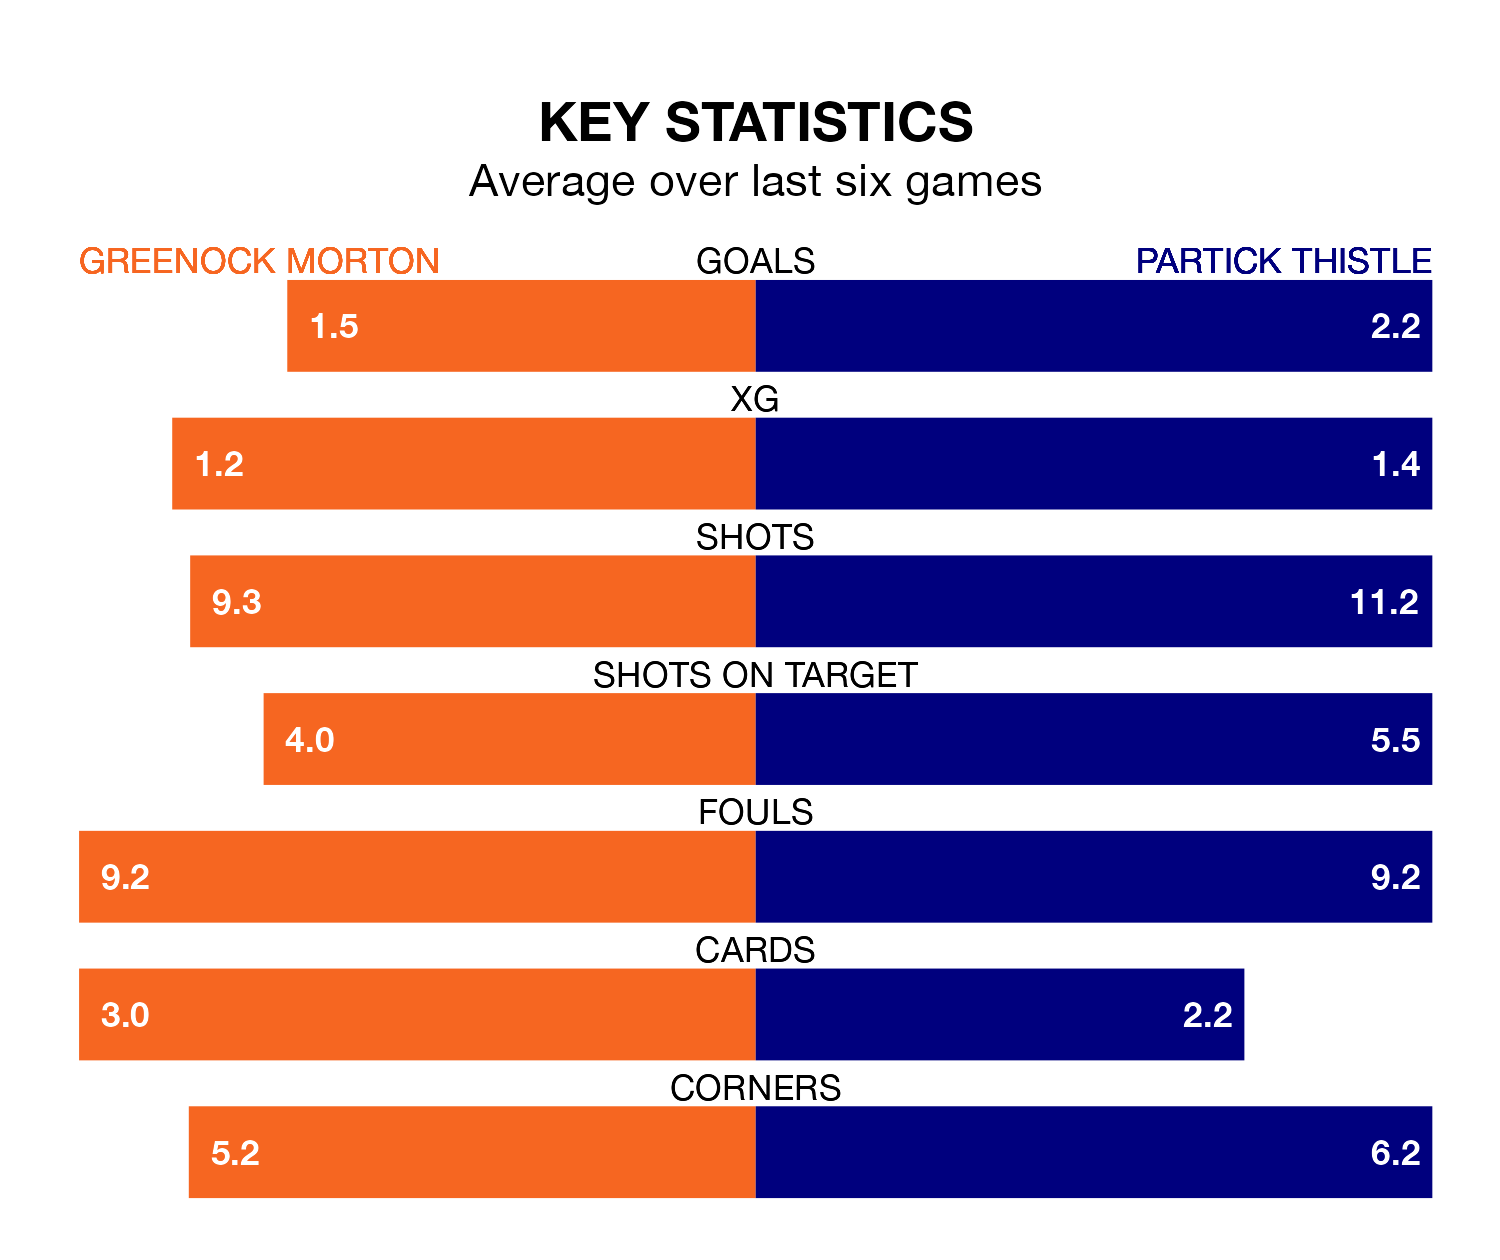 KEY STATISTICS
Average over last six games
GREENOCK MORTON GOALS PARTICK THISTLE
1.5 2.2
XG
1.2 1.4
SHOTS
9.3 11.2
SHOTS ON TARGET
4.0 5.5
FOULS
9.2 9.2
CARDS
3.0 2.2
CORNERS
5.2 6.2